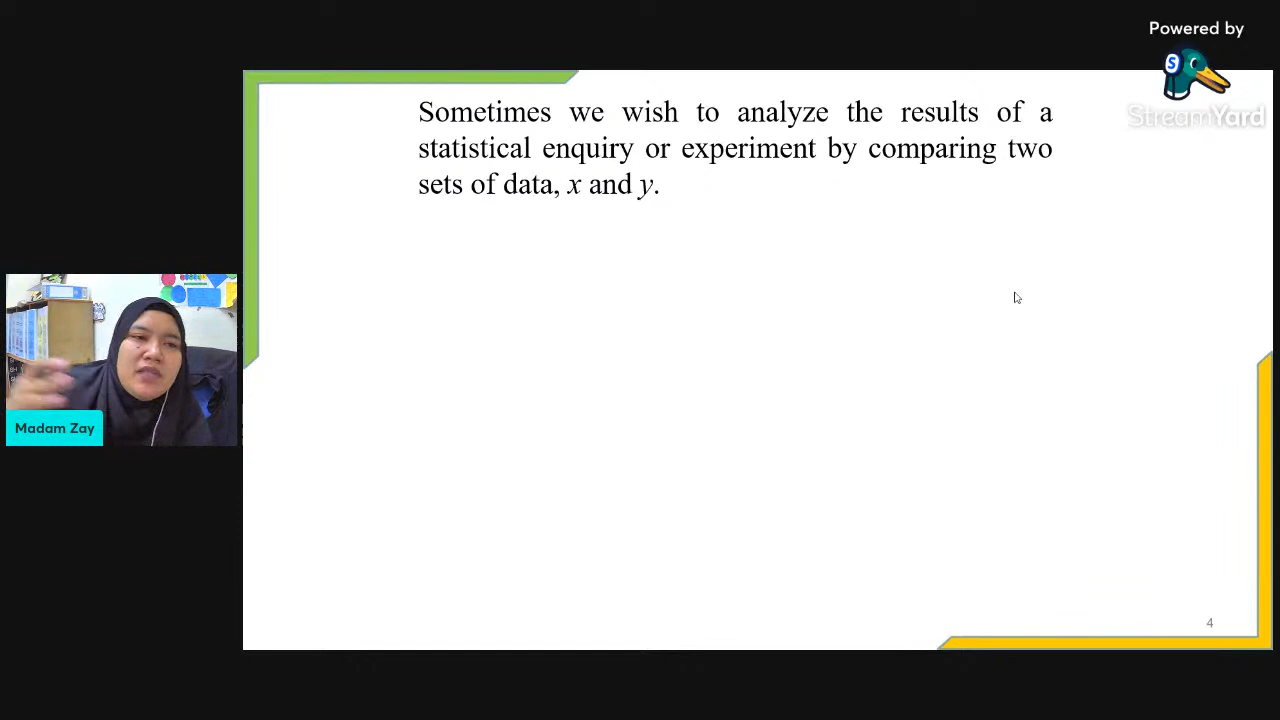 Powered by
S
StreamYard
Sometimes we wish to analyze the results of a
statistical enquiry or experiment by comparing two
sets of data, x and y.
Madam Zay
4